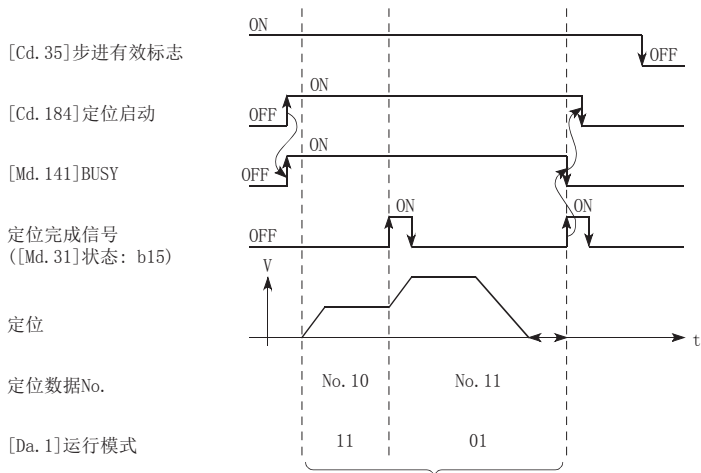 ON
[Cd.35]步进有效标志
OFF
ON
[Cd.184]定位启动
OFF
ON
[Md.141]BUSY
OFF
ON
ON
定位完成信号
OFF
([Md.31]状态: b15)
V
定位
t
定位数据No.
No.10
No.11
[Da.1]运行模式
11
01